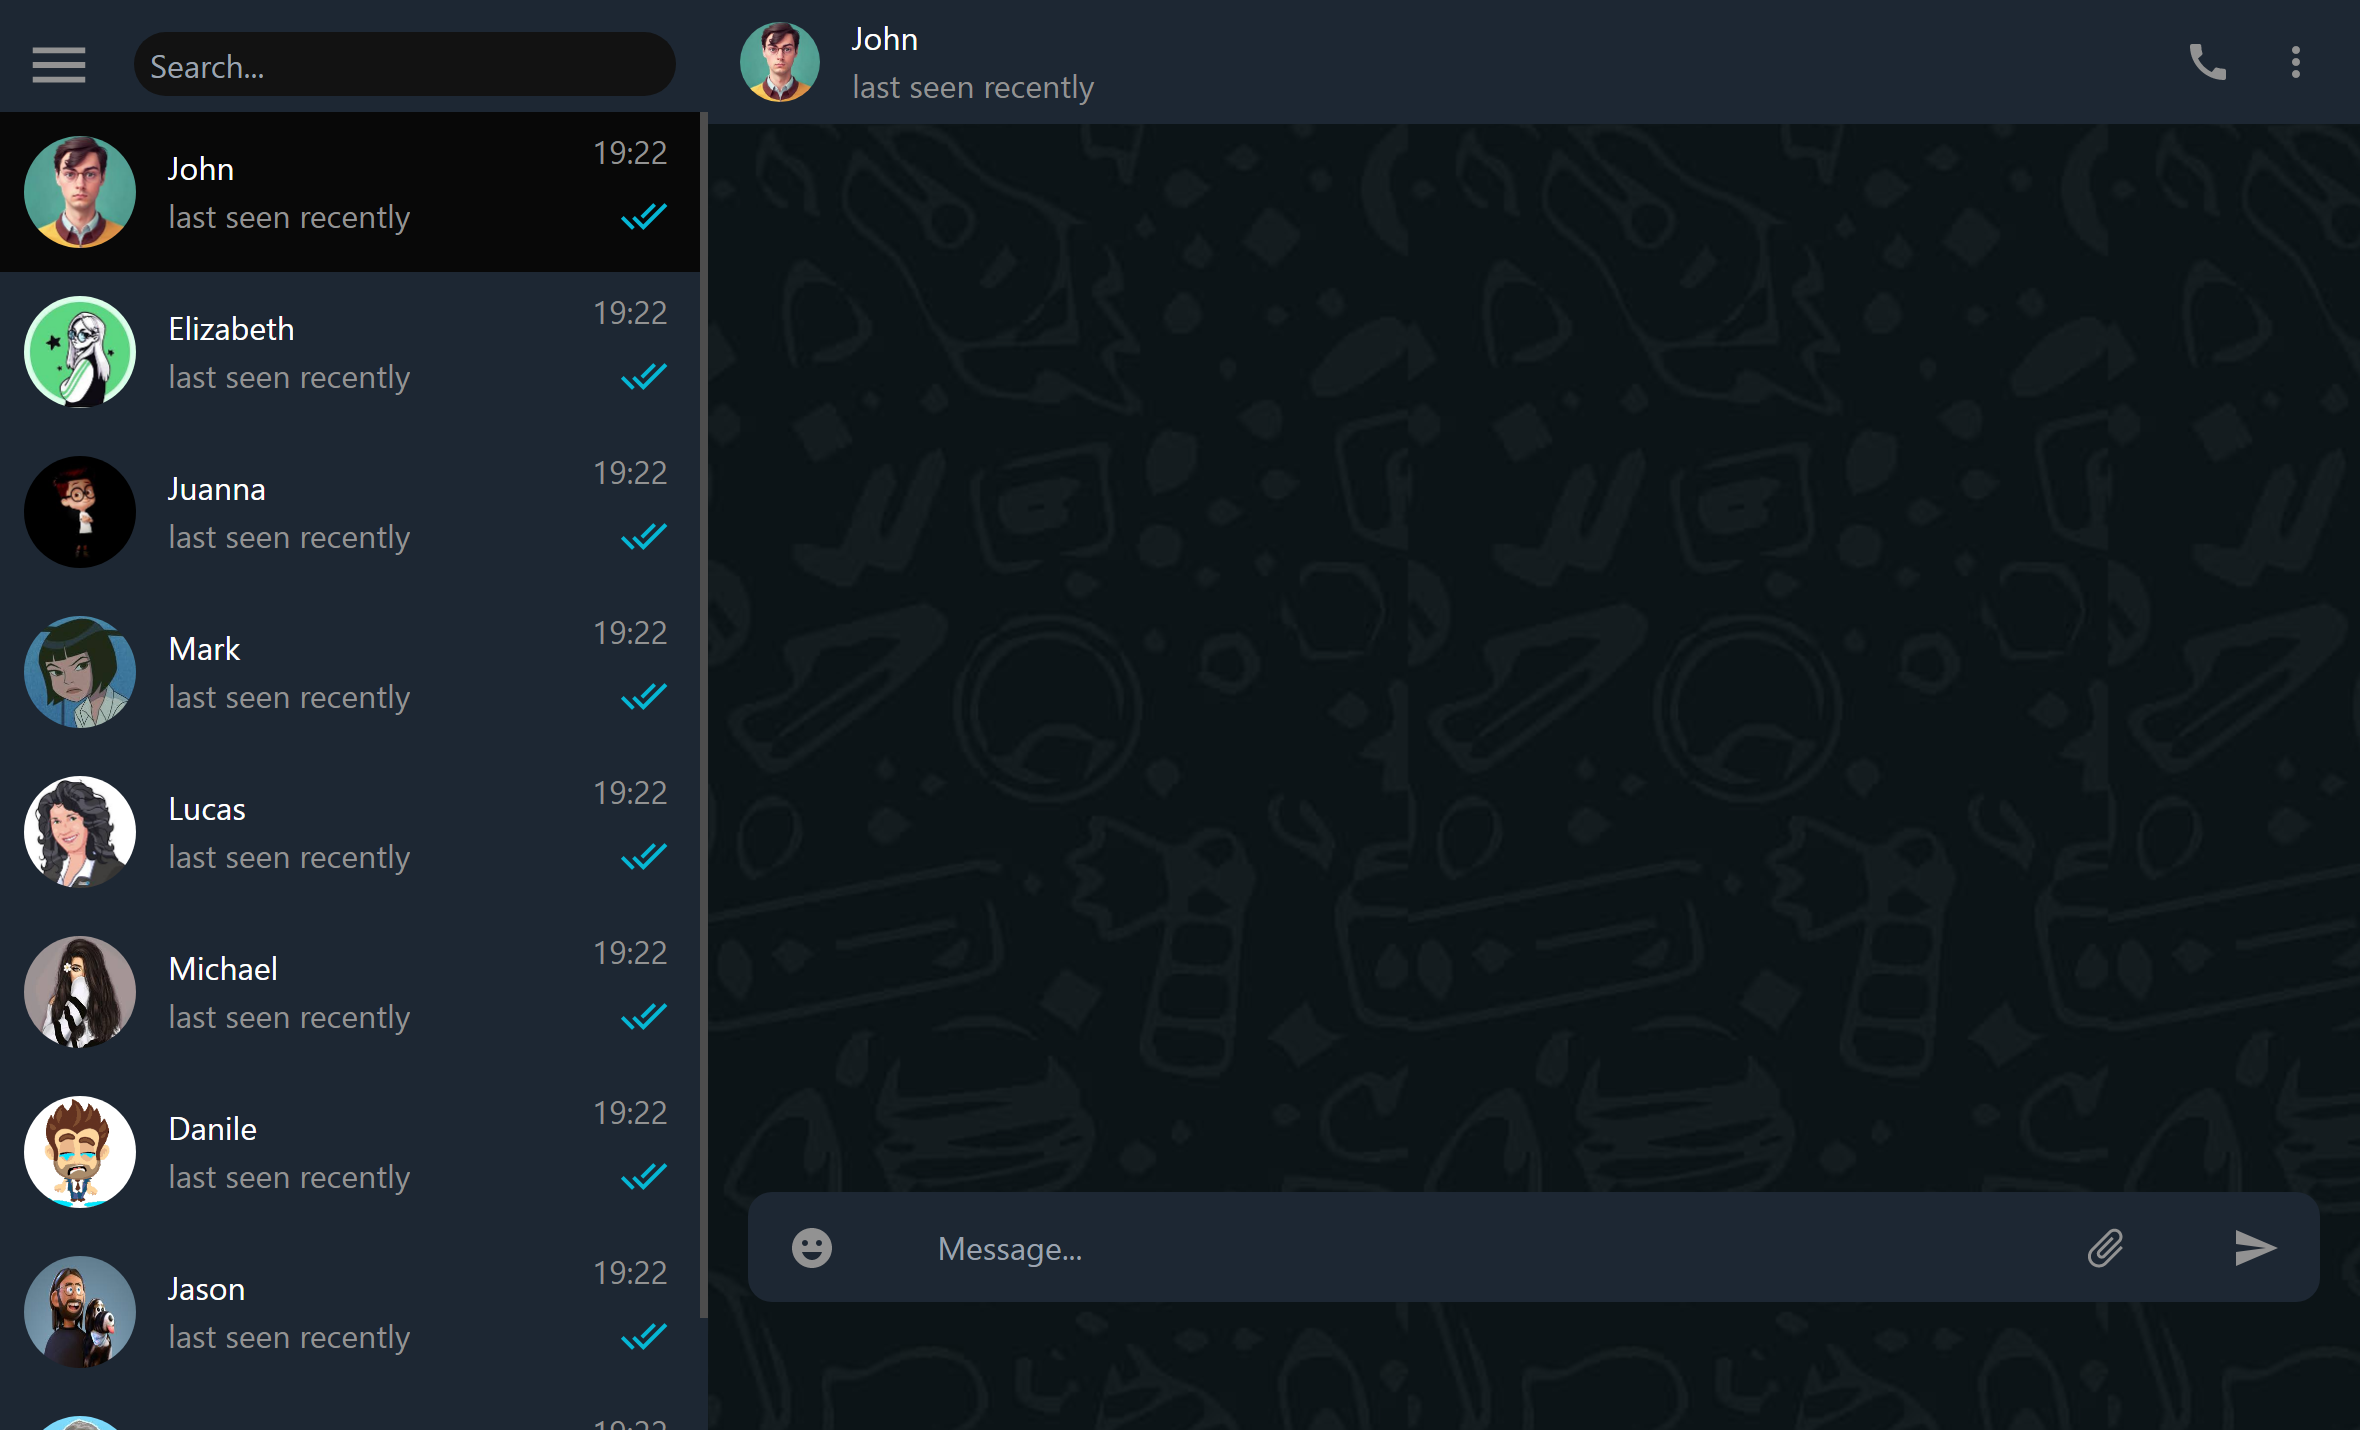 Search...
John
last seen recently
19:22
Elizabeth
last seen recently
19:22
Juanna
last seen recently
19:22
Mark
last seen recently
19:22
Lucas
last seen recently
19:22
Michael
last seen recently
19:22
Danile
last seen recently
19:22
Jason
last seen recently
19:22
19:22
John
last seen recently
Message...